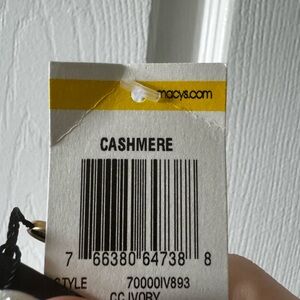 macys.com
CASHMERE
7 66380 64738 8
STYLE 70000IV893
CC IVORY